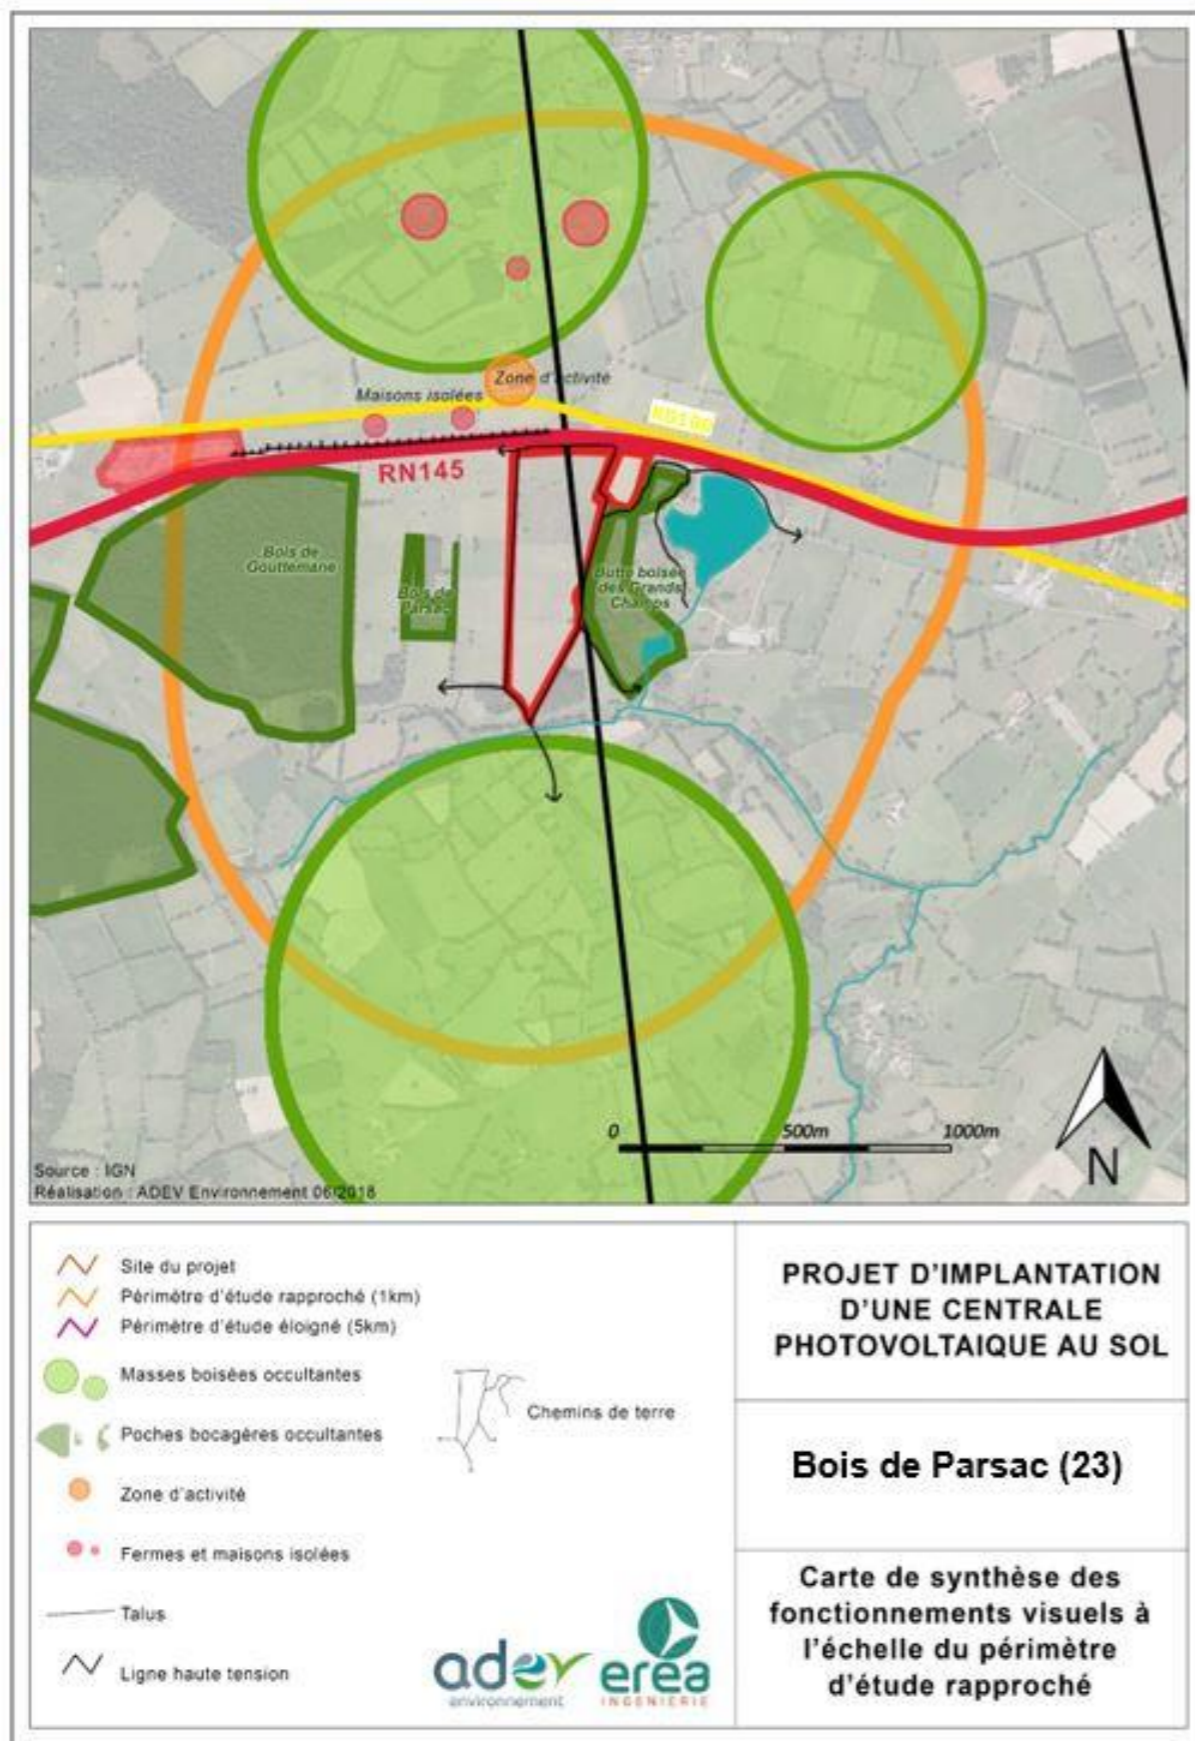 Zone d'activité
Maisons isolées
RN145
Bois de
Gouttemane
Bois de
Parsac
Butte boisée
des Grands
Champs
0 500m 1000m
N
Source : IGN
Réalisation : ADEV Environnement 06/2018
Site du projet
Périmètre d'étude rapproché (1km)
Périmètre d'étude éloigné (5km)
Masses boisées occultantes
Poches bocagères occultantes
Zone d'activité
Fermes et maisons isolées
Talus
Ligne haute tension
Chemins de terre
adev
environnement
eréa
INGENIERIE
PROJET D'IMPLANTATION
D'UNE CENTRALE
PHOTOVOLTAIQUE AU SOL
Bois de Parsac (23)
Carte de synthèse des
fonctionnements visuels à
l'échelle du périmètre
d'étude rapproché